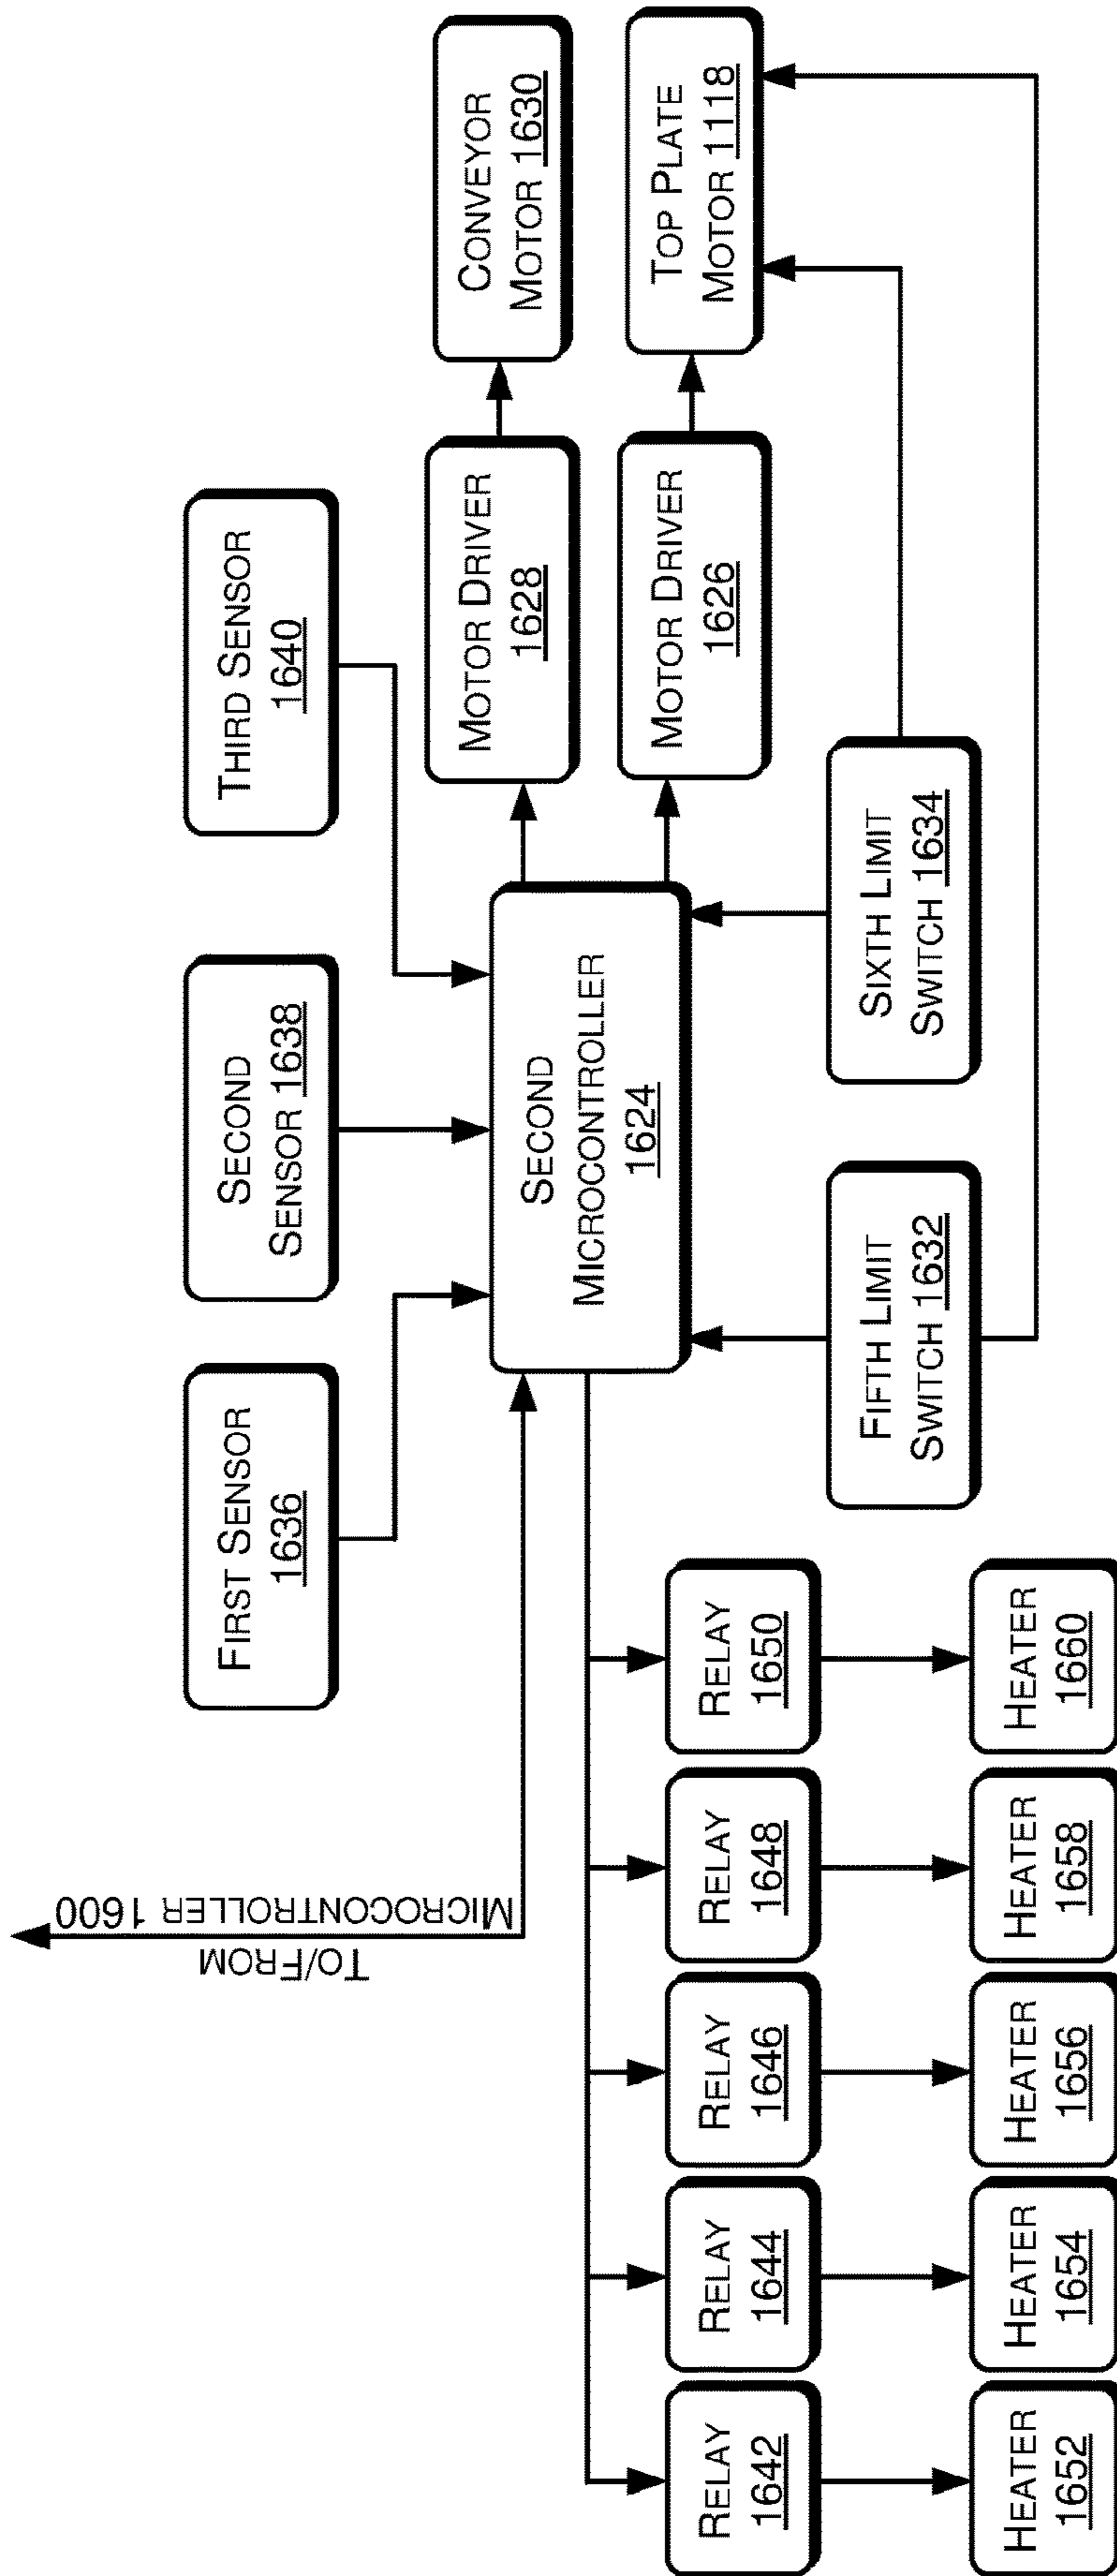 FIRST SENSOR
1636
SECOND
SENSOR 1638
THIRD SENSOR
1640
TO/FROM
MICROCONTROLLER 1600
SECOND
MICROCONTROLLER
1624
MOTOR DRIVER
1628
CONVEYOR
MOTOR 1630
MOTOR DRIVER
1626
TOP PLATE
MOTOR 1118
FIFTH LIMIT
SWITCH 1632
SIXTH LIMIT
SWITCH 1634
RELAY
1642
RELAY
1644
RELAY
1646
RELAY
1648
RELAY
1650
HEATER
1652
HEATER
1654
HEATER
1656
HEATER
1658
HEATER
1660